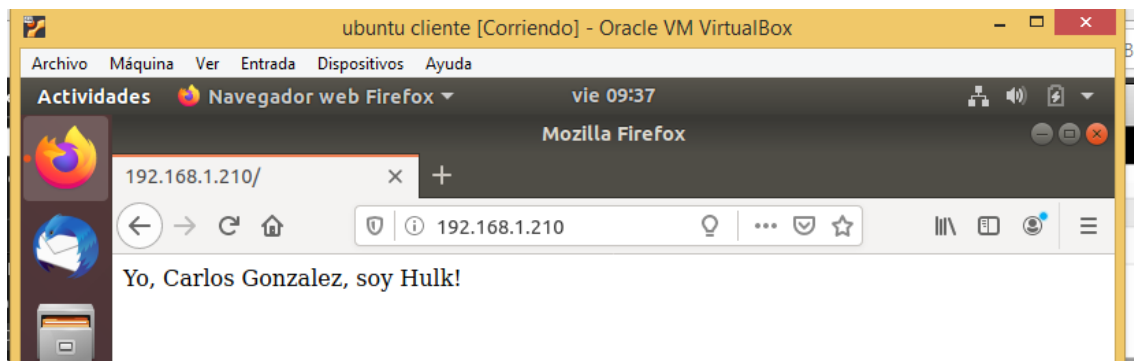 ubuntu cliente [Corriendo] - Oracle VM VirtualBox
Archivo Máquina Ver Entrada Dispositivos Ayuda
Actividades Navegador web Firefox vie 09:37
Mozilla Firefox
192.168.1.210/
192.168.1.210
Yo, Carlos Gonzalez, soy Hulk!